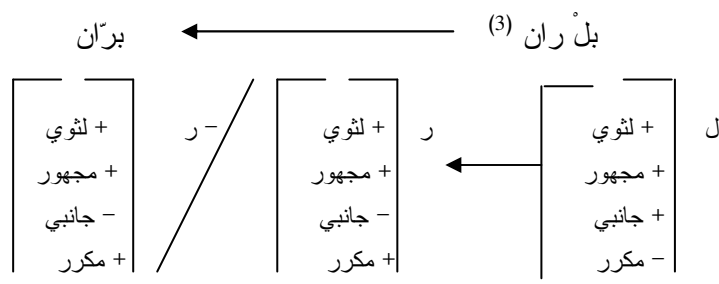 بلْ ران (3) برّان
ل ر – ر
+ لثوي + لثوي + لثوي
+ مجهور + مجهور + مجهور
+ جانبي – جانبي – جانبي
– مكرر + مكرر + مكرر